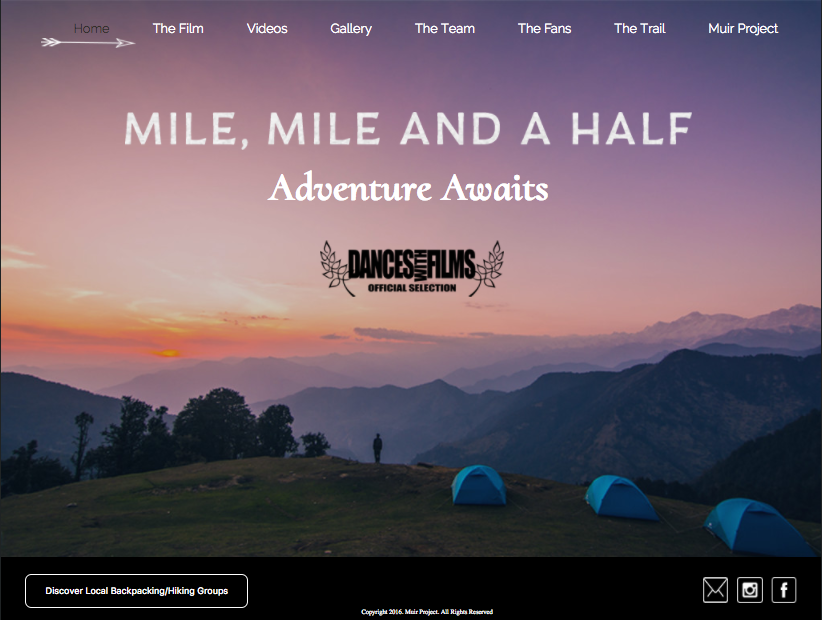 Home The Film Videos Gallery The Team The Fans The Trail Muir Project
MILE, MILE AND A HALF
Adventure Awaits
DANCES WITH FILMS
OFFICIAL SELECTION
Discover Local Backpacking/Hiking Groups
Copyright 2016. Muir Project. All Rights Reserved